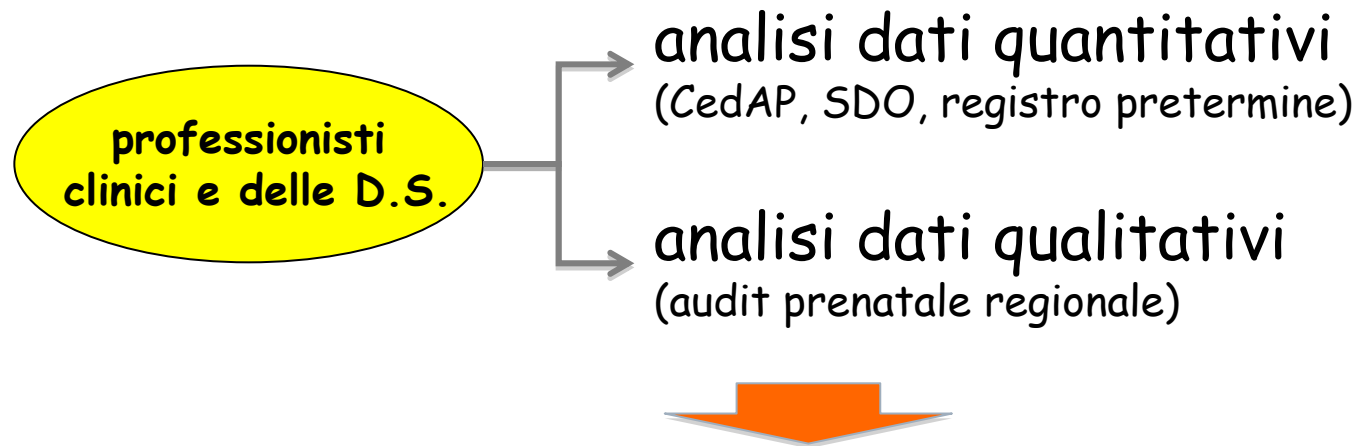 analisi dati quantitativi
(CedAP, SDO, registro pretermine)
professionisti
clinici e delle D.S.
analisi dati qualitativi
(audit prenatale regionale)